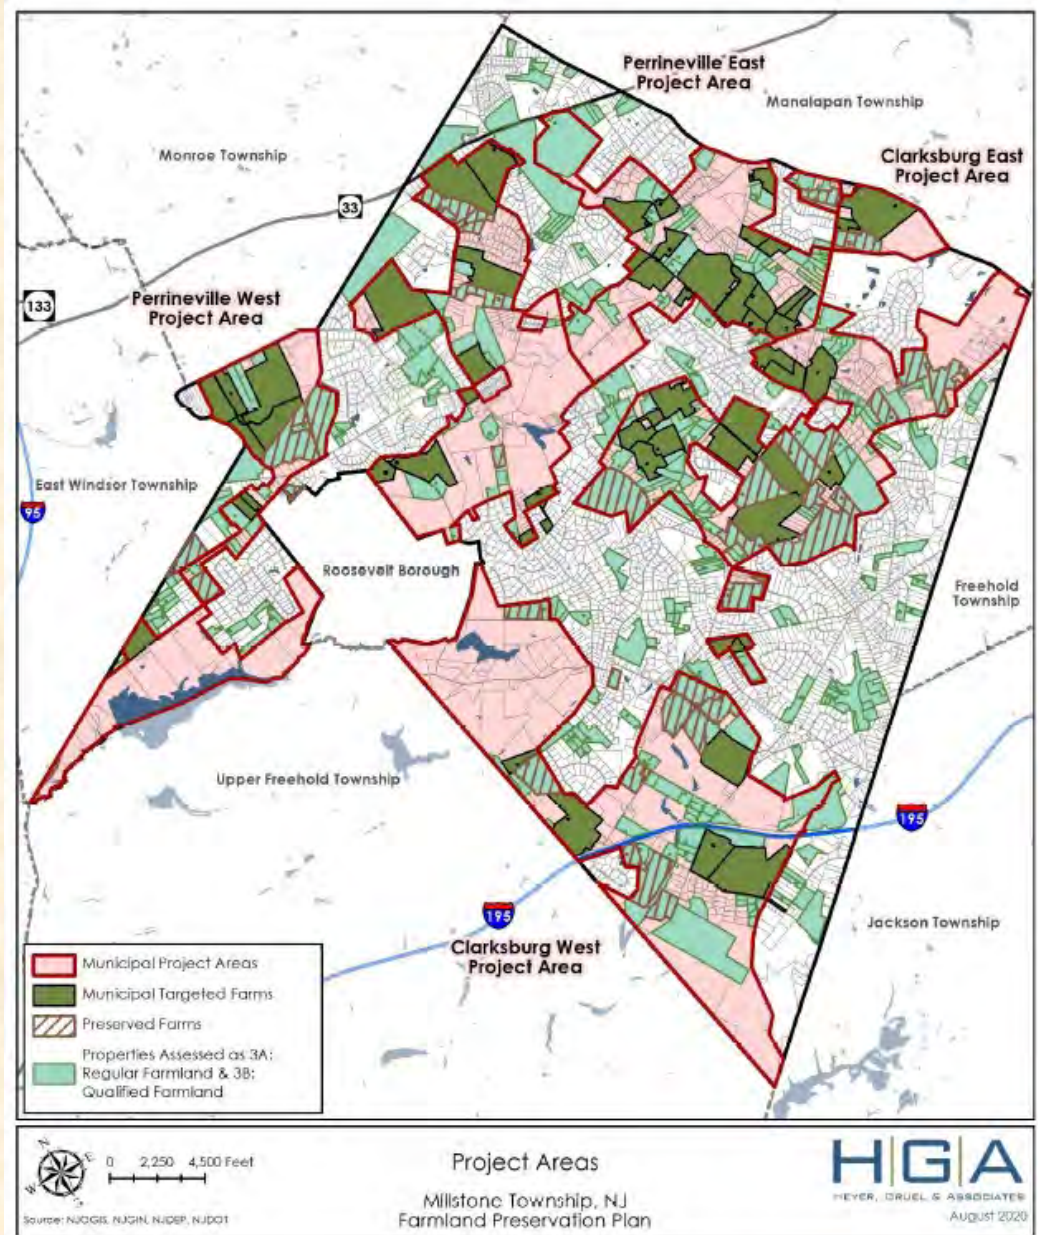 Perrineville East
Project Area
Manalapan Township
Monroe Township
Clarksburg East
Project Area
33
133
Perrineville West
Project Area
East Windsor Township
95
Roosevelt Borough
Freehold
Township
Upper Freehold Township
195
195
Jackson Township
Clarksburg West
Project Area
Municipal Project Areas
Municipal Targeted Farms
Preserved Farms
Properties Assessed as 3A:
Regular Farmland & 3B:
Qualified Farmland
N
E
S
W
0 2,250 4,500 Feet
Source: NJOGIS, NJGIN, NJDEP, NJDOT
Project Areas
Millstone Township, NJ
Farmland Preservation Plan
HGA
HEYER, GRUEL & ASSOCIATES
August 2020